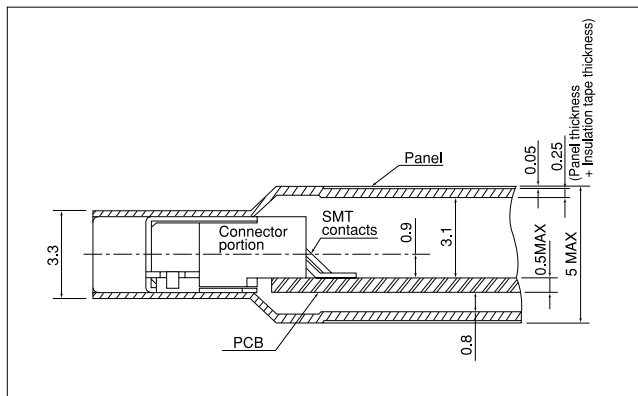 Panel
0.05
0.25
(Panel thickness
+ Insulation tape thickness)
3.3
Connector
portion
SMT
contacts
0.9
3.1
0.5MAX
5 MAX
PCB
0.8